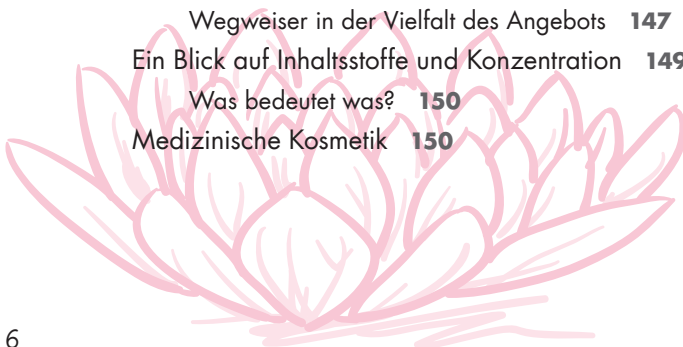 Wegweiser in der Vielfalt des Angebots 147
Ein Blick auf Inhaltsstoffe und Konzentration 149
Was bedeutet was? 150
Medizinische Kosmetik 150
6